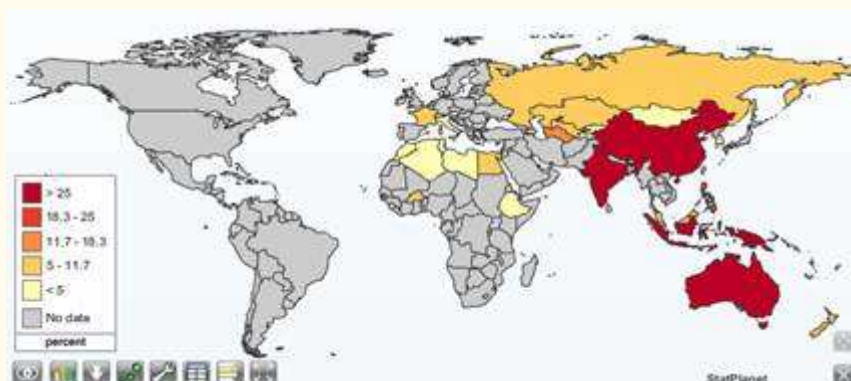 > 25
18.3 - 25
11.7 - 18.3
5 - 11.7
< 5
No data
percent
StatPlanet